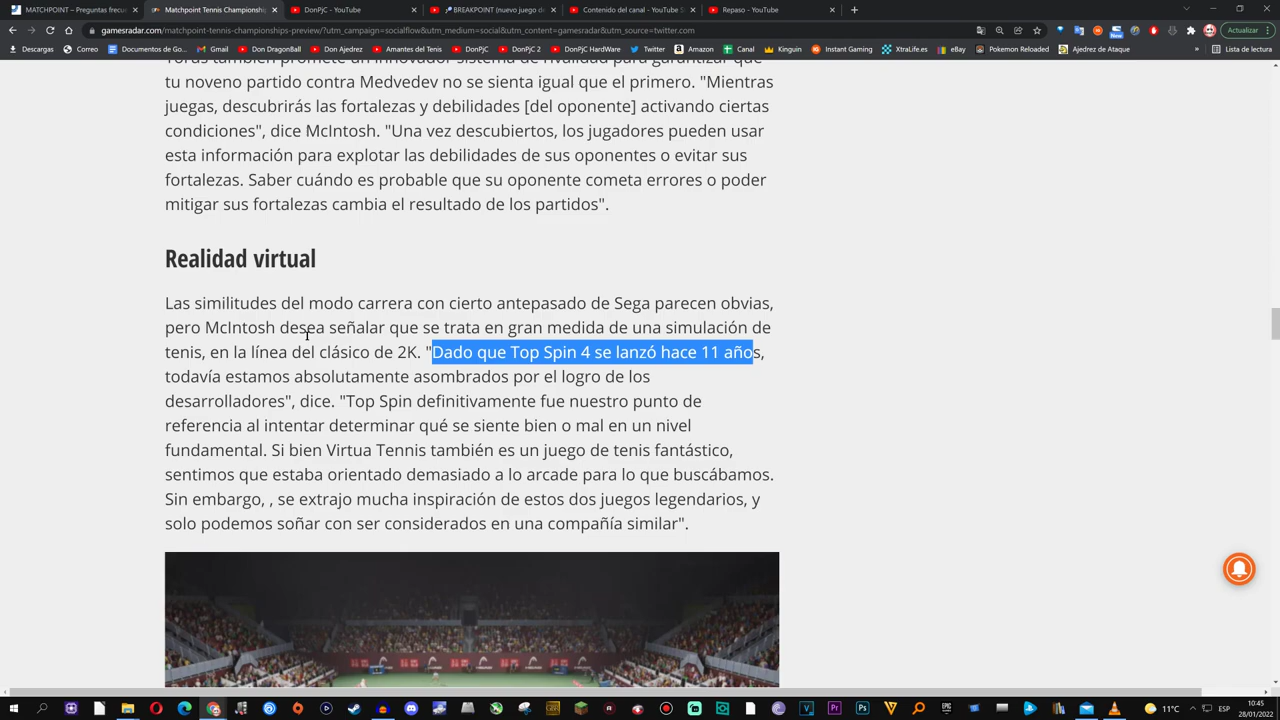 MATCHPOINT – Preguntas frecue
Matchpoint Tennis Championship
DonPjC - YouTube
BREAKPOINT (nuevo juego de
Contenido del canal - YouTube S
Repaso - YouTube
gamesradar.com/matchpoint-tennis-championships-preview/?utm_campaign=socialflow&utm_medium=social&utm_content=gamesradar&utm_source=twitter.com
Actualizar
Descargas
Correo
Documentos de Go...
Gmail
Don DragonBall
Don Ajedrez
Amantes del Tenis
DonPjC
DonPjC 2
DonPjC HardWare
Twitter
Amazon
Canal
Kinguin
Instant Gaming
XtraLife.es
eBay
Pokemon Reloaded
Ajedrez de Ataque
Lista de lectura
Torus también promete un innovador sistema de rivalidad para garantizar que
tu noveno partido contra Medvedev no se sienta igual que el primero. "Mientras
juegas, descubrirás las fortalezas y debilidades [del oponente] activando ciertas
condiciones", dice McIntosh. "Una vez descubiertos, los jugadores pueden usar
esta información para explotar las debilidades de sus oponentes o evitar sus
fortalezas. Saber cuándo es probable que su oponente cometa errores o poder
mitigar sus fortalezas cambia el resultado de los partidos".
Realidad virtual
Las similitudes del modo carrera con cierto antepasado de Sega parecen obvias,
pero McIntosh desea señalar que se trata en gran medida de una simulación de
tenis, en la línea del clásico de 2K. "Dado que Top Spin 4 se lanzó hace 11 años,
todavía estamos absolutamente asombrados por el logro de los
desarrolladores", dice. "Top Spin definitivamente fue nuestro punto de
referencia al intentar determinar qué se siente bien o mal en un nivel
fundamental. Si bien Virtua Tennis también es un juego de tenis fantástico,
sentimos que estaba orientado demasiado a lo arcade para lo que buscábamos.
Sin embargo, , se extrajo mucha inspiración de estos dos juegos legendarios, y
solo podemos soñar con ser considerados en una compañía similar".
11°C
ESP
10:45
28/01/2022